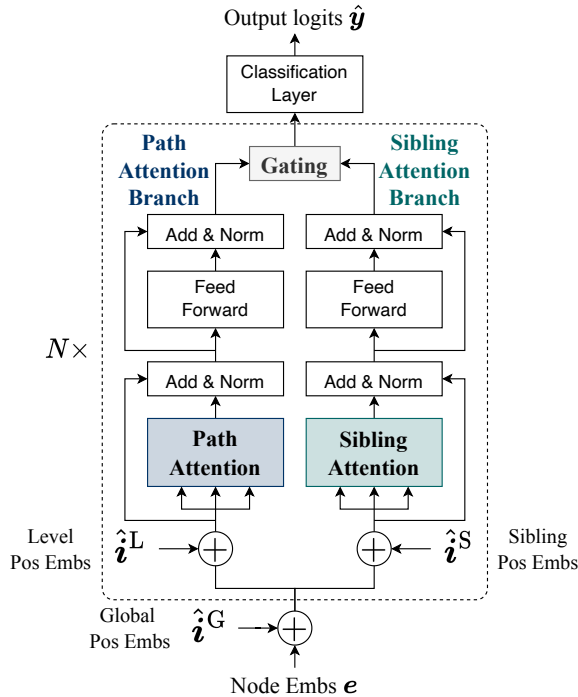 Output logits ŷ
Classification
Layer
Path
Attention
Branch
Gating
Sibling
Attention
Branch
Add & Norm
Add & Norm
Feed
Forward
Feed
Forward
N×
Add & Norm
Add & Norm
Path
Attention
Sibling
Attention
Level
Pos Embs
î^L
î^S
Sibling
Pos Embs
Global
Pos Embs
î^G
Node Embs e